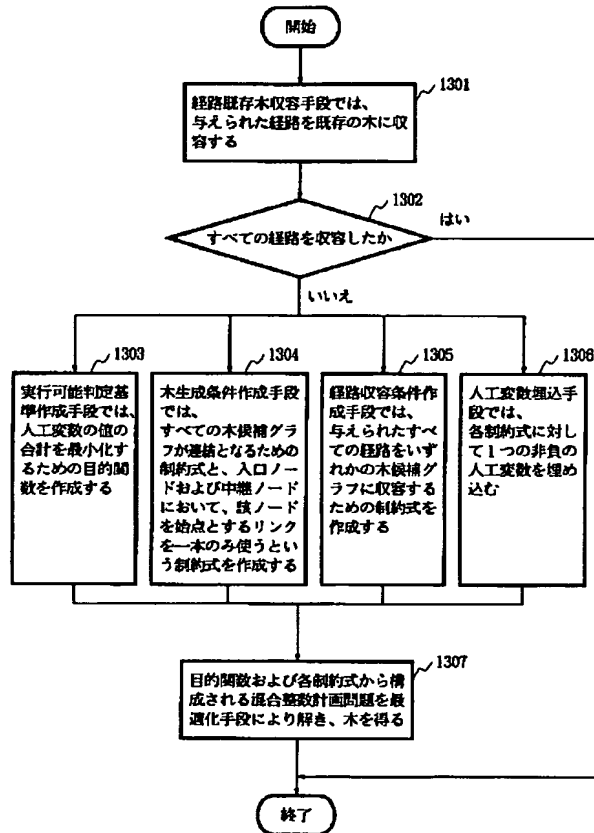 開始
1301
経路既存木収容手段では、
与えられた経路を既存の木に収
容する
1302
すべての経路を収容したか
はい
いいえ
1303
実行可能判定基
準作成手段では、
人工変数の値の
合計を最小化す
るための目的関
数を作成する
1304
木生成条件作成手段
では、
すべての木候補グラ
フが連結となるための
制約式と、入口ノー
ドおよび中継ノード
において、該ノード
を始点とするリンク
を一本のみ使うとい
う制約式を作成する
1305
経路収容条件作
成手段では、
与えられたすべ
ての経路をいず
れかの木候補グ
ラフに収容する
ための制約式を
作成する
1306
人工変数埋込手
段では、
各制約式に対し
て1つの非負の
人工変数を埋め
込む
1307
目的関数および各制約式から構
成される混合整数計画問題を最
適化手段により解き、木を得る
終了